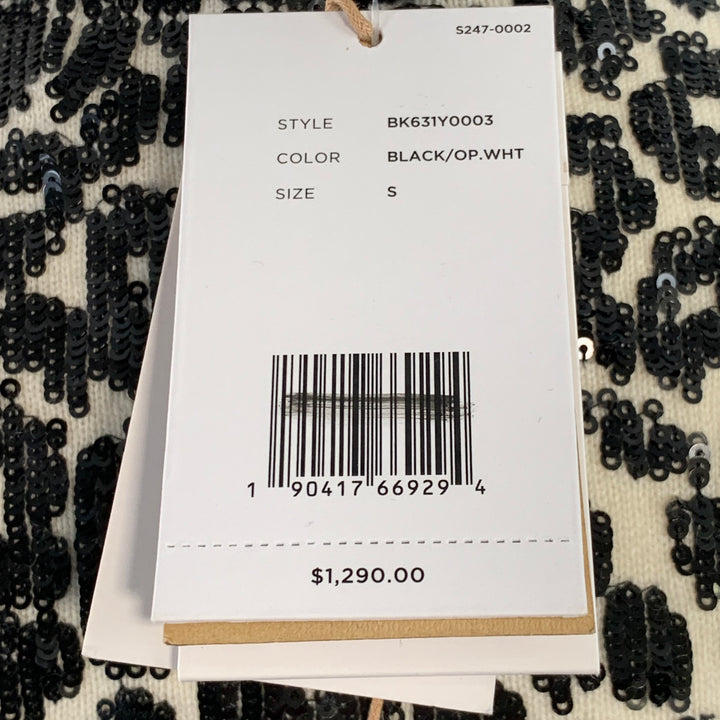 S247-0002
STYLE BK631Y0003
COLOR BLACK/OP.WHT
SIZE S
1 90417 66929 4
$1,290.00